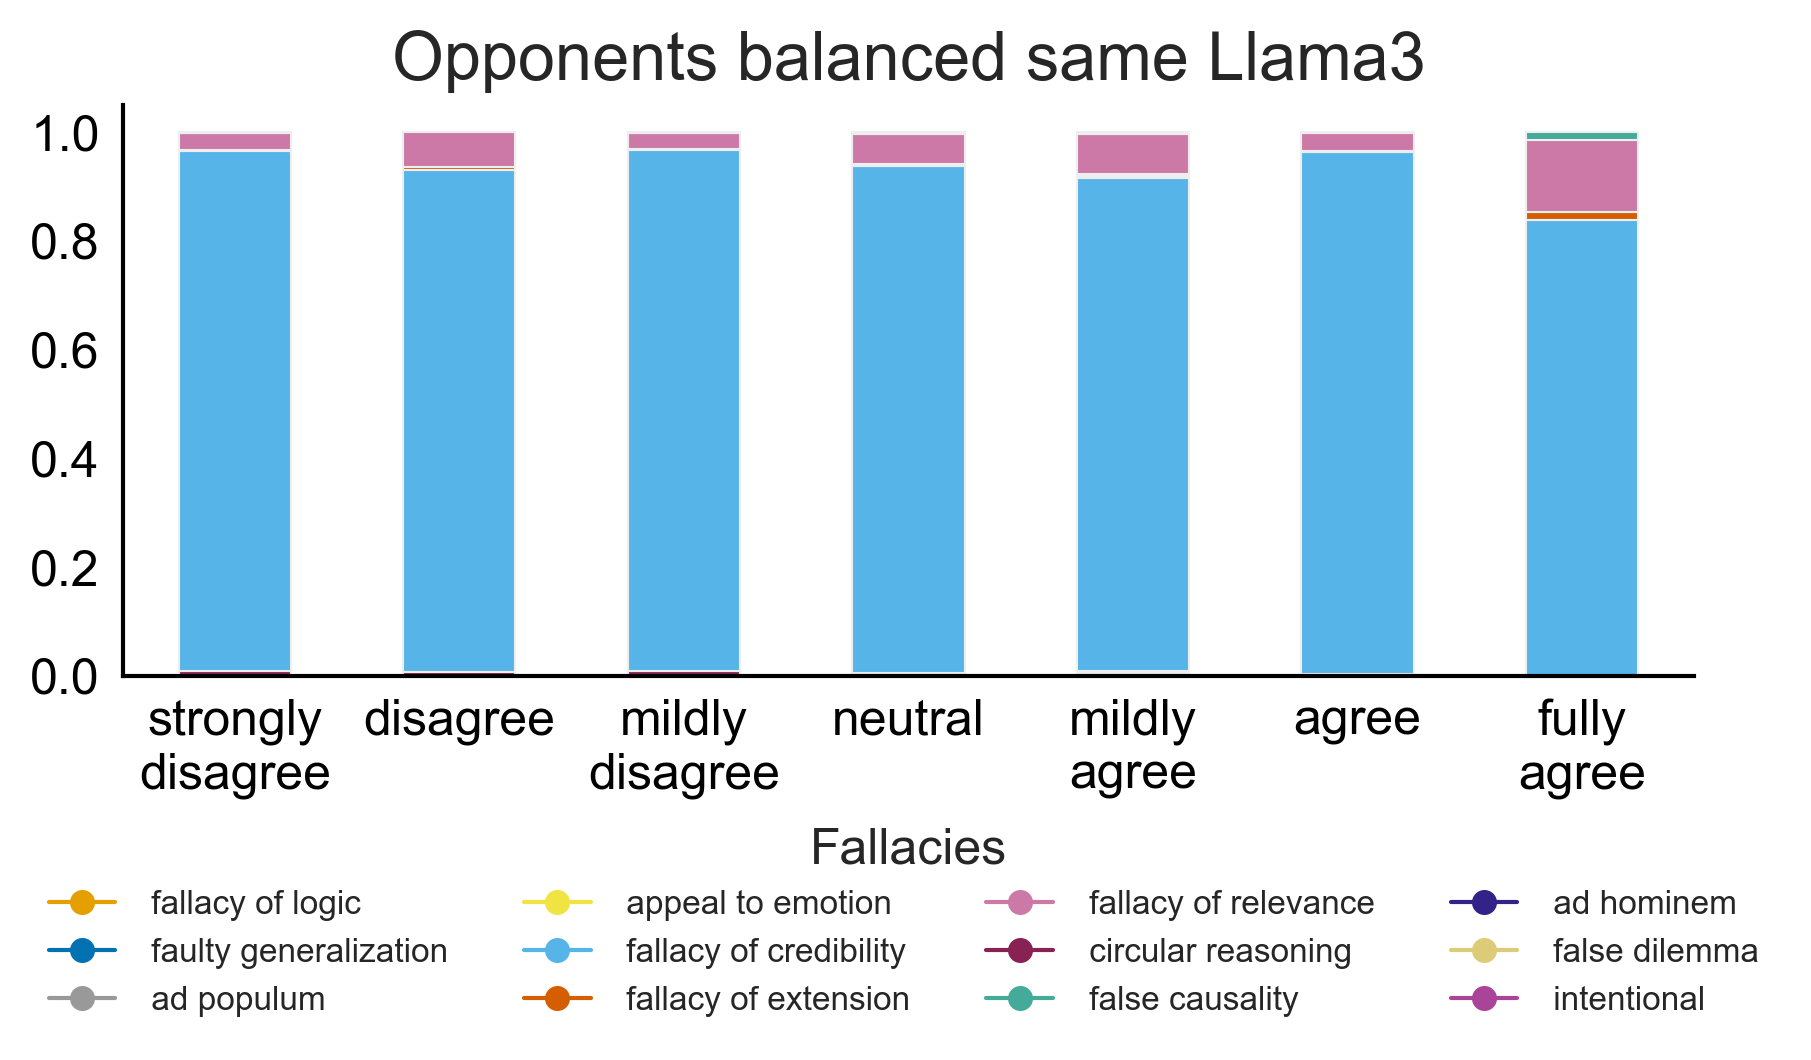 Opponents balanced same Llama3
1.0
0.8
0.6
0.4
0.2
0.0
strongly disagree
disagree
mildly disagree
neutral
mildly agree
agree
fully agree
Fallacies
fallacy of logic
faulty generalization
ad populum
appeal to emotion
fallacy of credibility
fallacy of extension
fallacy of relevance
circular reasoning
false causality
ad hominem
false dilemma
intentional